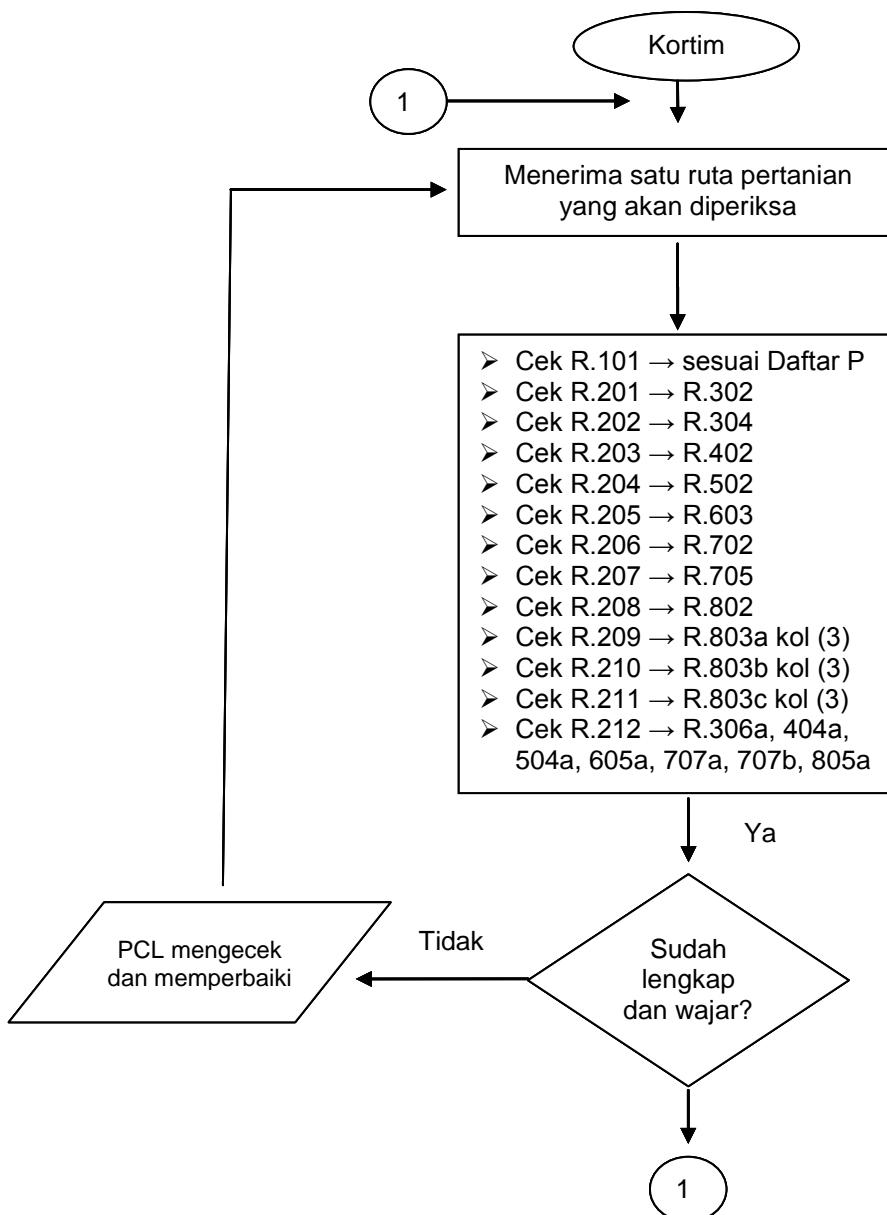 Kortim
1
Menerima satu ruta pertanian
yang akan diperiksa
➢ Cek R.101 → sesuai Daftar P
➢ Cek R.201 → R.302
➢ Cek R.202 → R.304
➢ Cek R.203 → R.402
➢ Cek R.204 → R.502
➢ Cek R.205 → R.603
➢ Cek R.206 → R.702
➢ Cek R.207 → R.705
➢ Cek R.208 → R.802
➢ Cek R.209 → R.803a kol (3)
➢ Cek R.210 → R.803b kol (3)
➢ Cek R.211 → R.803c kol (3)
➢ Cek R.212 → R.306a, 404a,
504a, 605a, 707a, 707b, 805a
Ya
Sudah
lengkap
dan wajar?
Tidak
PCL mengecek
dan memperbaiki
1